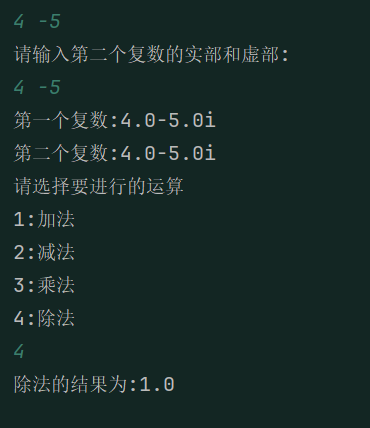 4 -5
请输入第二个复数的实部和虚部:
4 -5
第一个复数:4.0-5.0i
第二个复数:4.0-5.0i
请选择要进行的运算
1:加法
2:减法
3:乘法
4:除法
4
除法的结果为:1.0